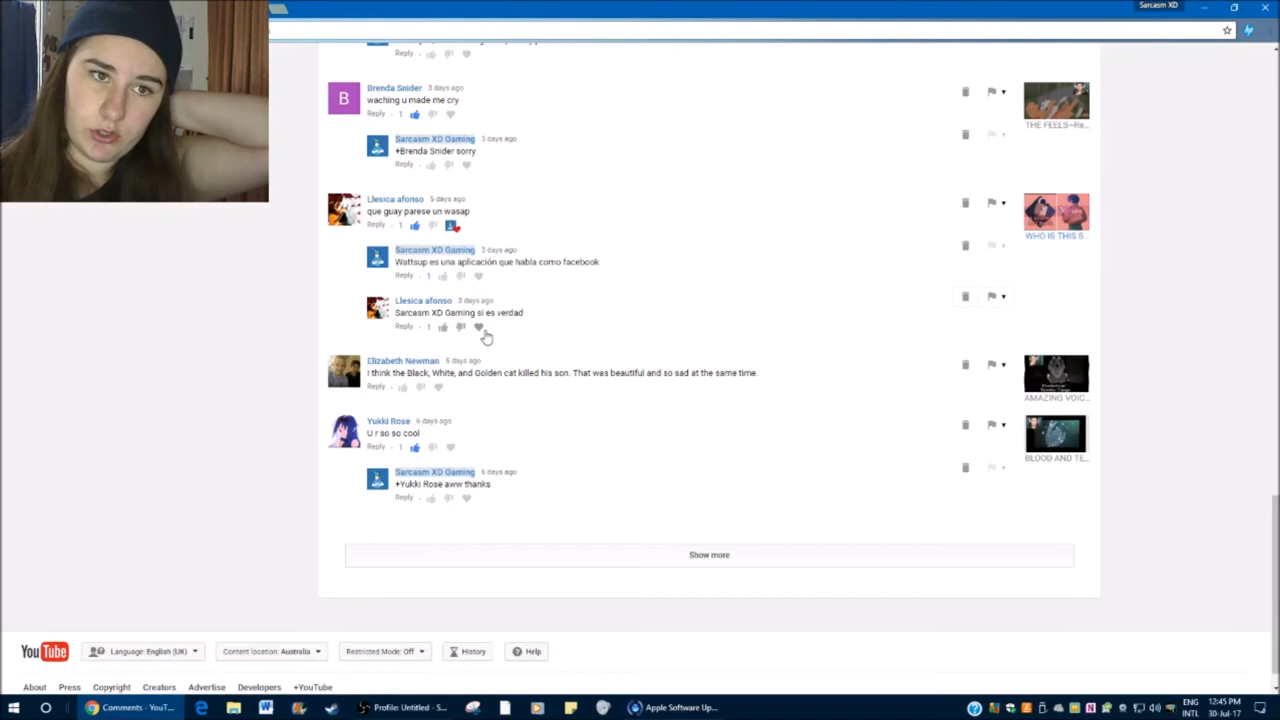 Sarcasm XD
Reply
B
Brenda Snider 3 days ago
waching u made me cry
Reply · 1
THE FEELS~Re...
Sarcasm XD Gaming 3 days ago
+Brenda Snider sorry
Reply ·
Llesica afonso 5 days ago
que guay parese un wasap
Reply · 1
WHO IS THIS S...
Sarcasm XD Gaming 3 days ago
Wattsup es una aplicación que habla como facebook
Reply · 1
Llesica afonso 3 days ago
Sarcasm XD Gaming si es verdad
Reply · 1
Elizabeth Newman 5 days ago
I think the Black, White, and Golden cat killed his son. That was beautiful and so sad at the same time.
Reply ·
AMAZING VOIC...
Yukki Rose 6 days ago
U r so so cool
Reply · 1
BLOOD AND TE...
Sarcasm XD Gaming 6 days ago
+Yukki Rose aww thanks
Reply ·
Show more
YouTube Language: English (UK) Content location: Australia Restricted Mode: Off History Help
About Press Copyright Creators Advertise Developers +YouTube
Comments - YouT... Profile: Untitled - S... Apple Software Up... ENG 12:45 PM
INTL 30-Jul-17